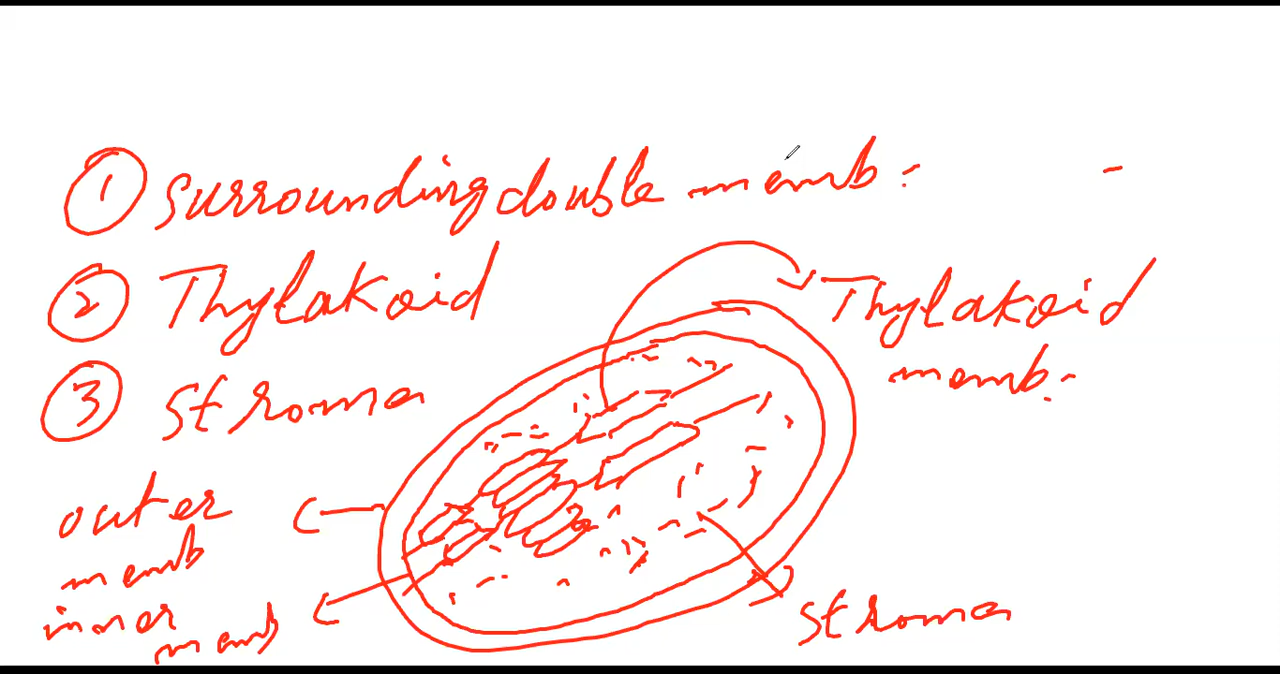 ① Surrounding double memb.
② Thylakoid
③ Stroma
Thylakoid
memb.
outer
memb
inner
memb
Stroma